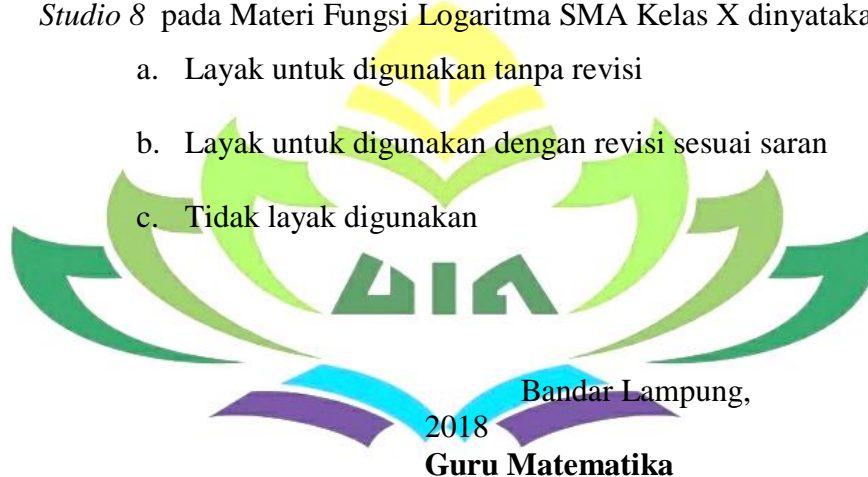 Studio 8 pada Materi Fungsi Logaritma SMA Kelas X
a. Layak untuk digunakan tanpa revisi
b. Layak untuk digunakan dengan revisi sesuai saran
c. Tidak layak digunakan
UIN
Bandar Lampung,
2018
Guru Matematika